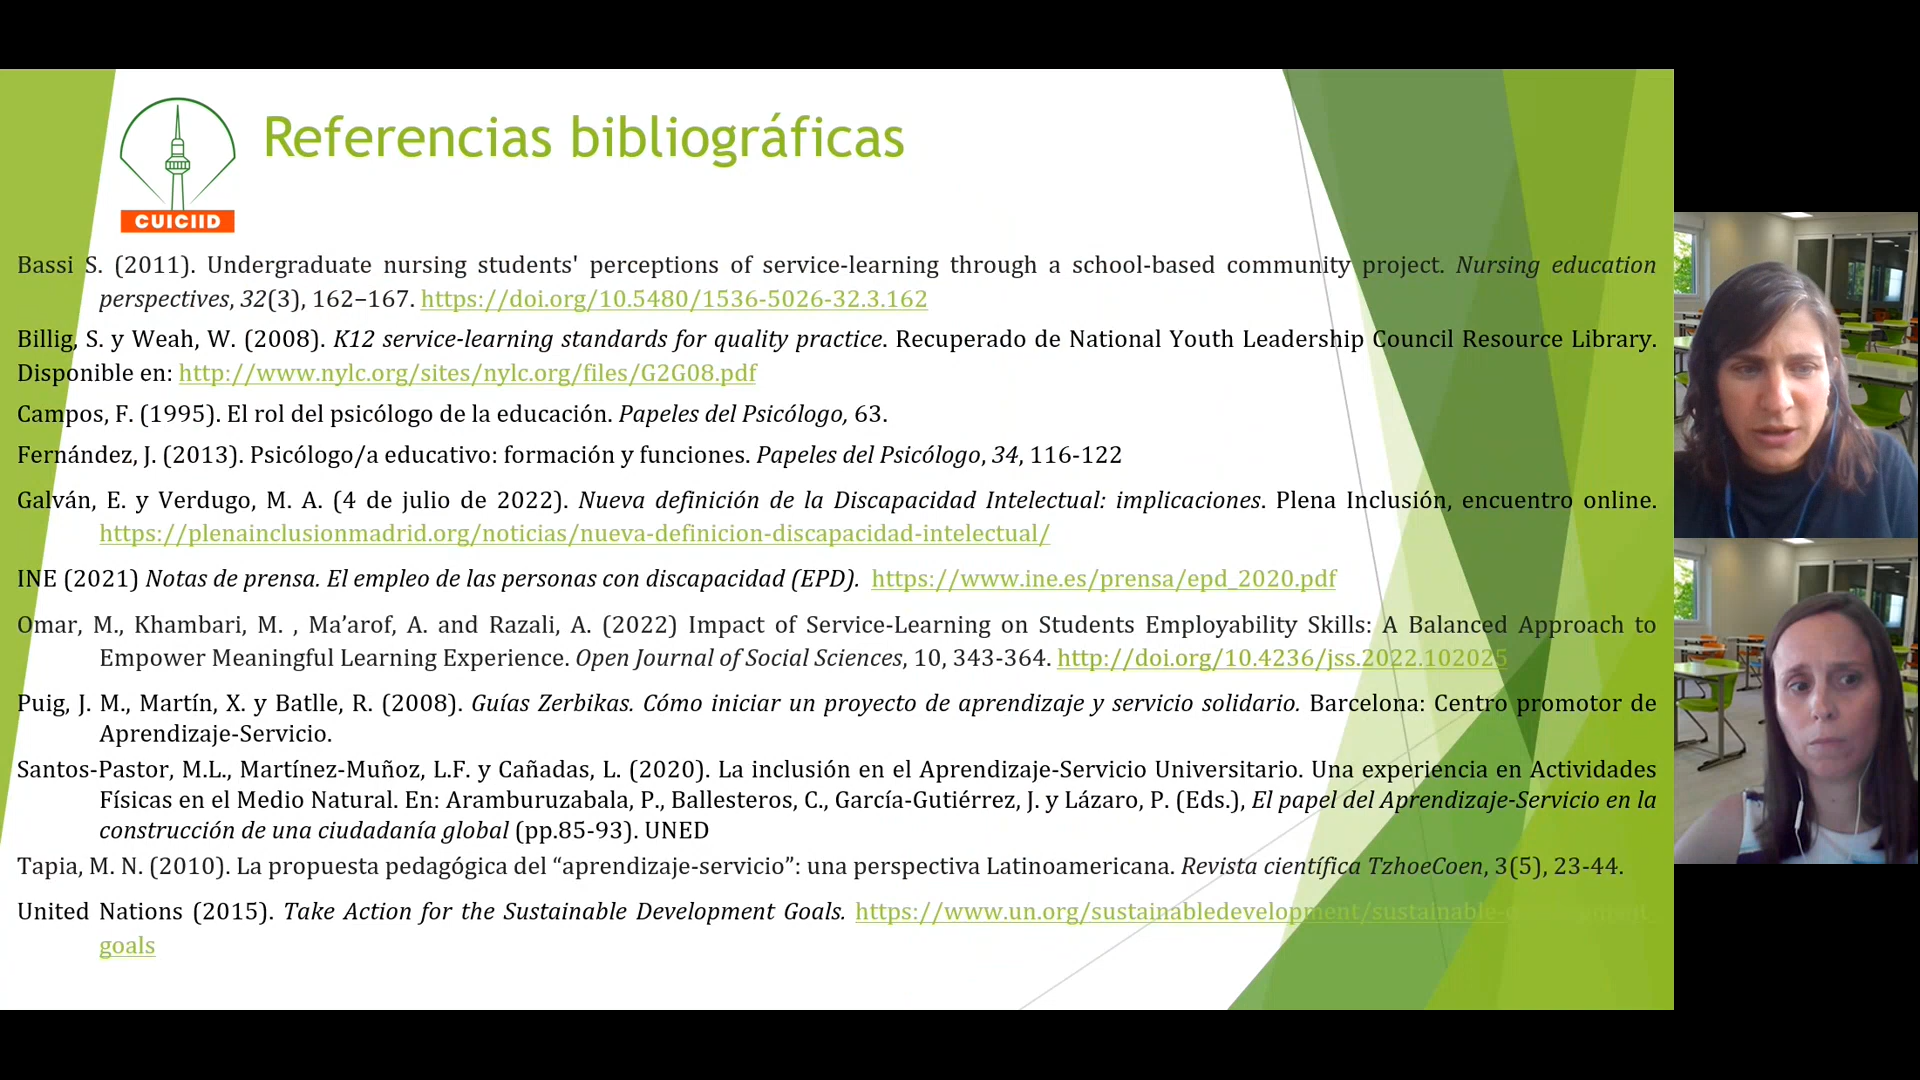 CUICIID
Referencias bibliográficas
Bassi S. (2011). Undergraduate nursing students' perceptions of service-learning through a school-based community project. Nursing education
perspectives, 32(3), 162–167. https://doi.org/10.5480/1536-5026-32.3.162
Billig, S. y Weah, W. (2008). K12 service-learning standards for quality practice. Recuperado de National Youth Leadership Council Resource Library.
Disponible en: http://www.nylc.org/sites/nylc.org/files/G2G08.pdf
Campos, F. (1995). El rol del psicólogo de la educación. Papeles del Psicólogo, 63.
Fernández, J. (2013). Psicólogo/a educativo: formación y funciones. Papeles del Psicólogo, 34, 116-122
Galván, E. y Verdugo, M. A. (4 de julio de 2022). Nueva definición de la Discapacidad Intelectual: implicaciones. Plena Inclusión, encuentro online.
https://plenainclusionmadrid.org/noticias/nueva-definicion-discapacidad-intelectual/
INE (2021) Notas de prensa. El empleo de las personas con discapacidad (EPD). https://www.ine.es/prensa/epd_2020.pdf
Omar, M., Khambari, M. , Ma’arof, A. and Razali, A. (2022) Impact of Service-Learning on Students Employability Skills: A Balanced Approach to
Empower Meaningful Learning Experience. Open Journal of Social Sciences, 10, 343-364. http://doi.org/10.4236/jss.2022.102025
Puig, J. M., Martín, X. y Batlle, R. (2008). Guías Zerbikas. Cómo iniciar un proyecto de aprendizaje y servicio solidario. Barcelona: Centro promotor de
Aprendizaje-Servicio.
Santos-Pastor, M.L., Martínez-Muñoz, L.F. y Cañadas, L. (2020). La inclusión en el Aprendizaje-Servicio Universitario. Una experiencia en Actividades
Físicas en el Medio Natural. En: Aramburuzabala, P., Ballesteros, C., García-Gutiérrez, J. y Lázaro, P. (Eds.), El papel del Aprendizaje-Servicio en la
construcción de una ciudadanía global (pp.85-93). UNED
Tapia, M. N. (2010). La propuesta pedagógica del “aprendizaje-servicio”: una perspectiva Latinoamericana. Revista científica TzhoeCoen, 3(5), 23-44.
United Nations (2015). Take Action for the Sustainable Development Goals. https://www.un.org/sustainabledevelopment/sustainable-
goals